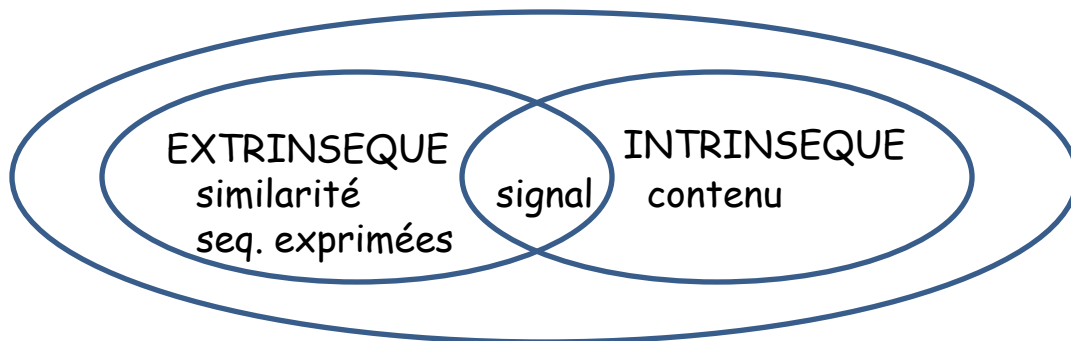 EXTRINSEQUE
similarité
seq. exprimées
signal
INTRINSEQUE
contenu